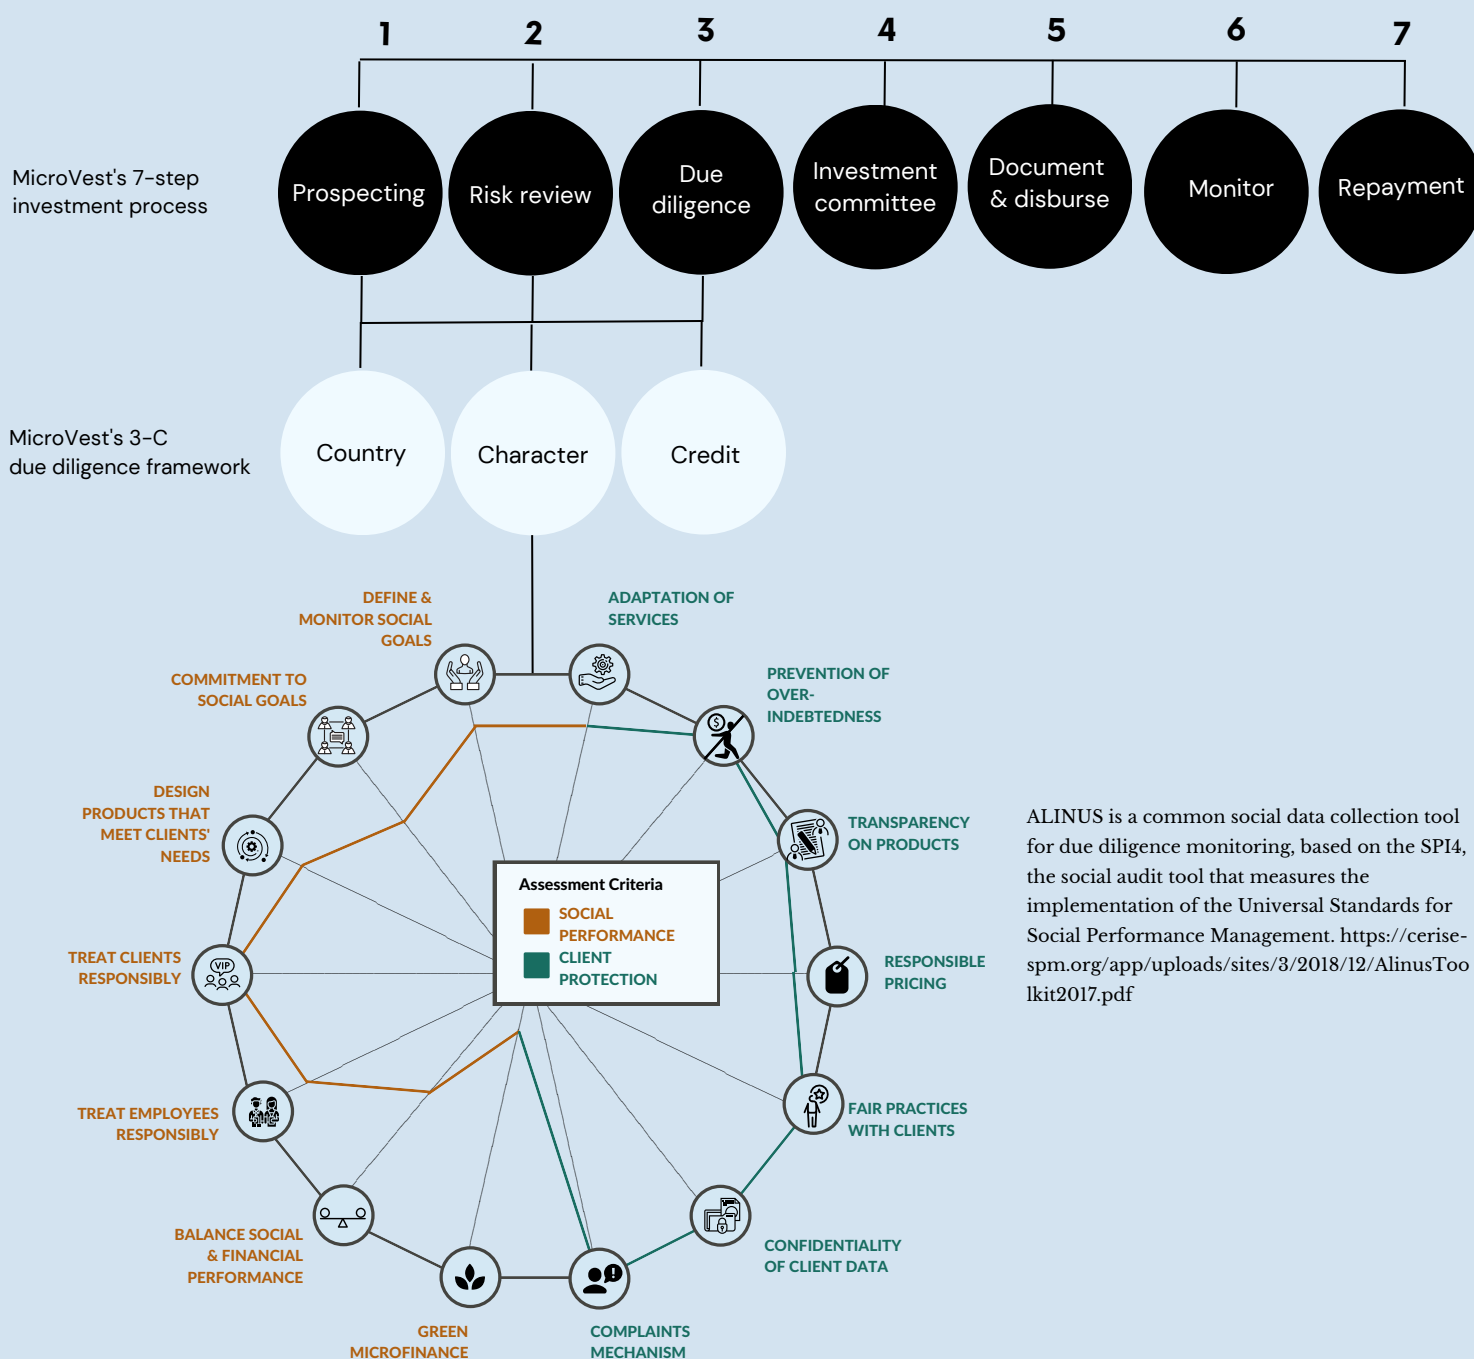 1 2 3 4 5 6 7
MicroVest's 7-step
investment process
Prospecting
Risk review
Due
diligence
Investment
committee
Document
& disburse
Monitor
Repayment
MicroVest's 3-C
due diligence framework
Country
Character
Credit
DEFINE &
MONITOR SOCIAL
GOALS
ADAPTATION OF
SERVICES
COMMITMENT TO
SOCIAL GOALS
PREVENTION OF
OVER-
INDEBTEDNESS
$
DESIGN
PRODUCTS THAT
MEET CLIENTS'
NEEDS
TRANSPARENCY
ON PRODUCTS
Assessment Criteria
SOCIAL
PERFORMANCE
CLIENT
PROTECTION
TREAT CLIENTS
RESPONSIBLY
VIP
RESPONSIBLE
PRICING
TREAT EMPLOYEES
RESPONSIBLY
FAIR PRACTICES
WITH CLIENTS
BALANCE SOCIAL
& FINANCIAL
PERFORMANCE
CONFIDENTIALITY
OF CLIENT DATA
GREEN
MICROFINANCE
COMPLAINTS
MECHANISM
ALINUS is a common social data collection tool
for due diligence monitoring, based on the SPI4,
the social audit tool that measures the
implementation of the Universal Standards for
Social Performance Management. https://cerise-
spm.org/app/uploads/sites/3/2018/12/AlinusToo
lkit2017.pdf